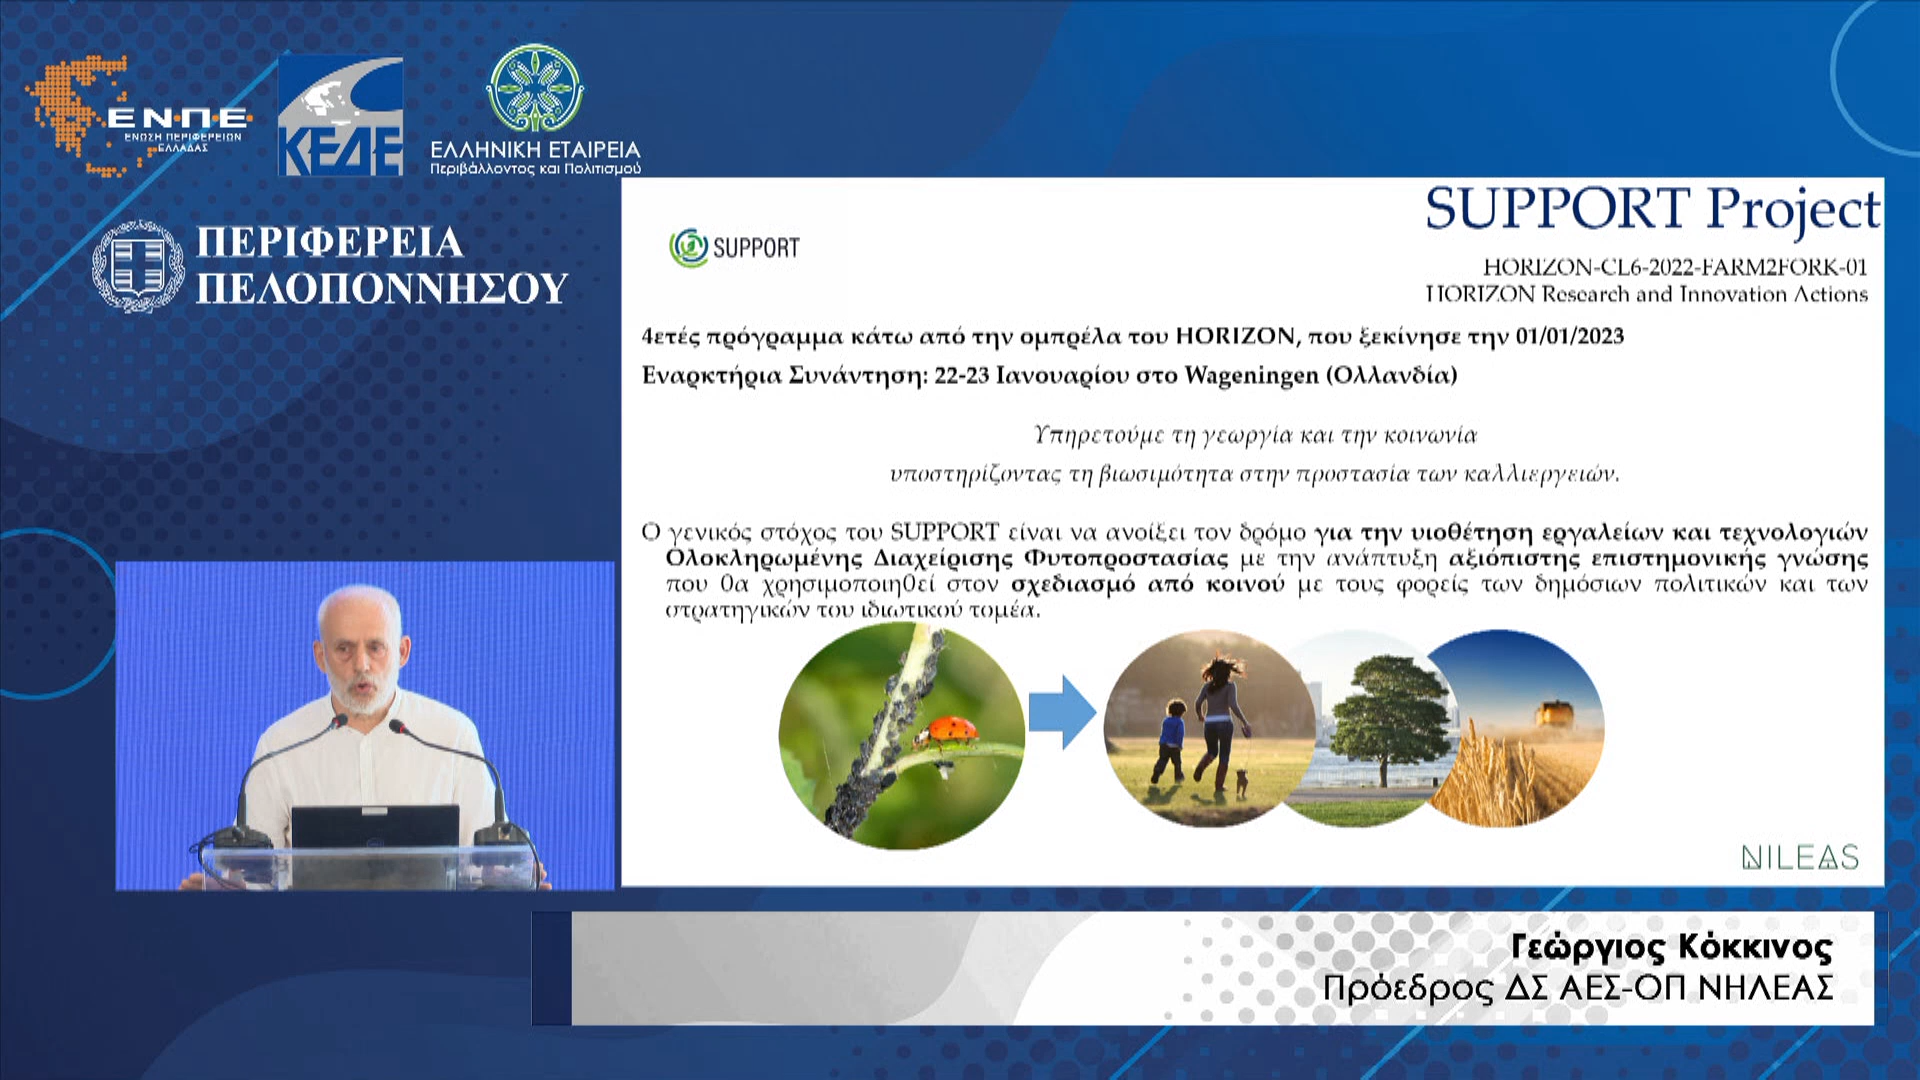 ΕΝΠΕ
ΕΝΩΣΗ ΠΕΡΙΦΕΡΕΙΩΝ
ΕΛΛΑΔΑΣ
ΚΕΔΕ
ΕΛΛΗΝΙΚΗ ΕΤΑΙΡΕΙΑ
Περιβάλλοντος και Πολιτισμού
ΠΕΡΙΦΕΡΕΙΑ
ΠΕΛΟΠΟΝΝΗΣΟΥ
SUPPORT Project
SUPPORT
HORIZON-CL6-2022-FARM2FORK-01
HORIZON Research and Innovation Actions
4ετές πρόγραμμα κάτω από την ομπρέλα του HORIZON, που ξεκίνησε την 01/01/2023
Εναρκτήρια Συνάντηση: 22-23 Ιανουαρίου στο Wageningen (Ολλανδία)
Υπηρετούμε τη γεωργία και την κοινωνία
υποστηρίζοντας τη βιωσιμότητα στην προστασία των καλλιεργειών.
Ο γενικός στόχος του SUPPORT είναι να ανοίξει τον δρόμο για την υιοθέτηση εργαλείων και τεχνολογιών
Ολοκληρωμένης Διαχείρισης Φυτοπροστασίας με την ανάπτυξη αξιόπιστης επιστημονικής γνώσης
που θα χρησιμοποιηθεί στον σχεδιασμό από κοινού με τους φορείς των δημόσιων πολιτικών και των
στρατηγικών του ιδιωτικού τομέα.
NILEAS
Γεώργιος Κόκκινος
Πρόεδρος ΔΣ ΑΕΣ-ΟΠ ΝΗΛΕΑΣ